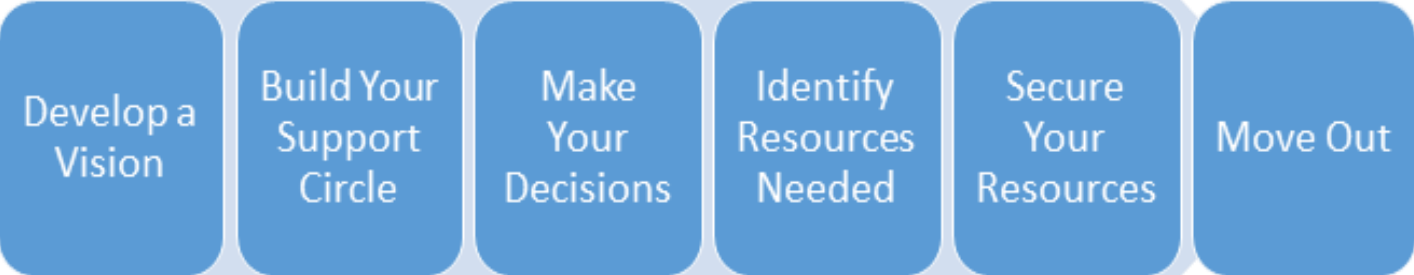 Develop a
Vision
Build Your
Support
Circle
Make
Your
Decisions
Identify
Resources
Needed
Secure
Your
Resources
Move Out